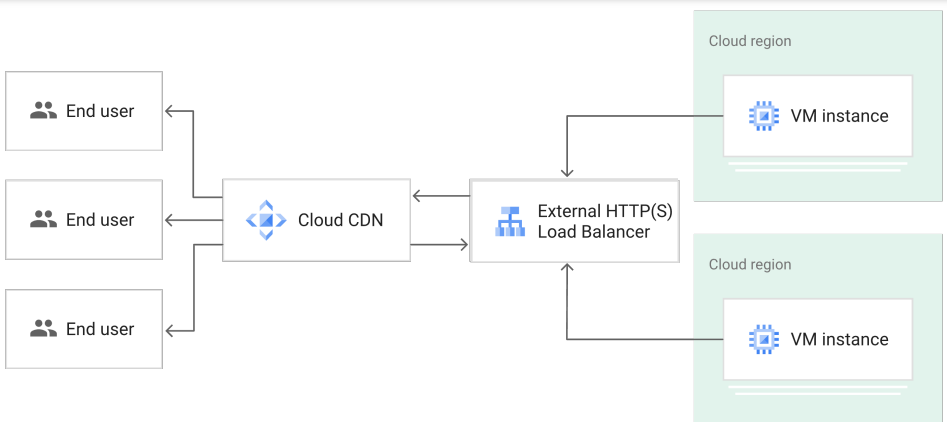 Cloud region
End user
VM instance
End user
Cloud CDN
External HTTP(S)
Load Balancer
Cloud region
End user
VM instance